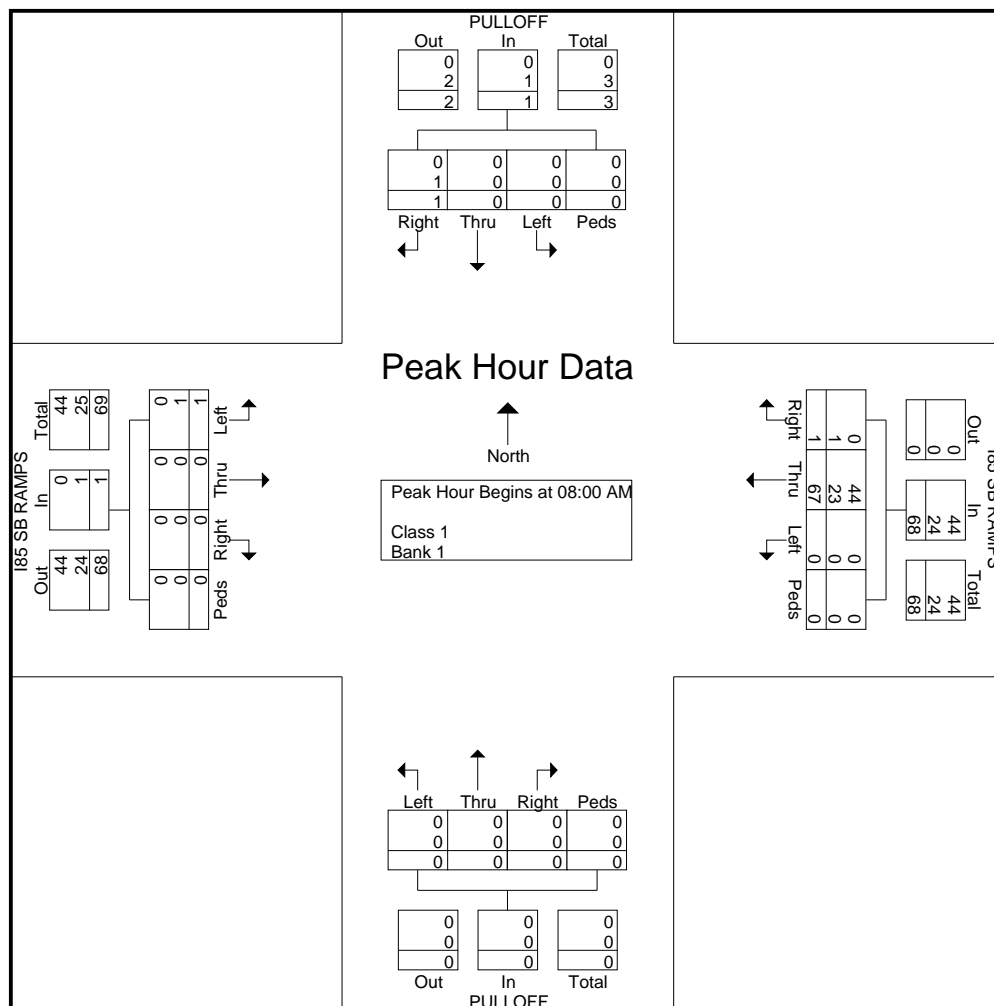 PULLOFF
Out In Total
0 0 0
2 1 3
2 1 3
0 0 0 0
1 0 0 0
1 0 0 0
Right Thru Left Peds
Peak Hour Data
North
Peak Hour Begins at 08:00 AM
Class 1
Bank 1
I85 SB RAMPS
Out In Total
44 0 44
24 1 25
68 1 69
Left Thru Right Peds
1 0 0 0
1 0 0 0
0 0 0 0
I85 SB RAMPS
Out In Total
0 44 44
0 24 24
0 68 68
Right Thru Left Peds
0 44 0 0
1 23 0 0
1 67 0 0
Left Thru Right Peds
0 0 0 0
0 0 0 0
0 0 0 0
0 0 0
0 0 0
0 0 0
Out In Total
PULLOFF